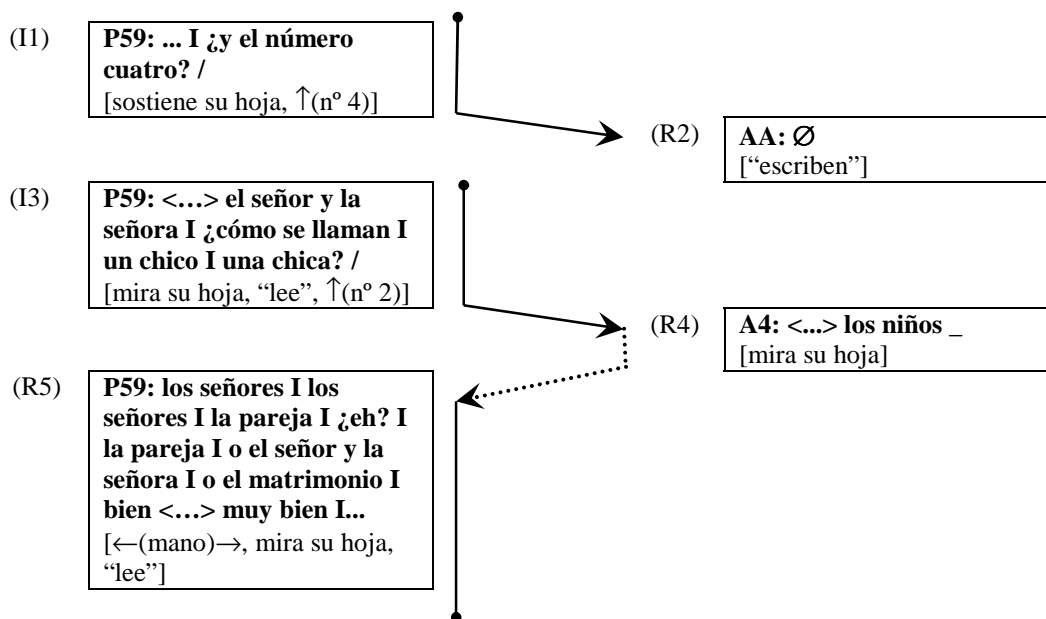 (I1)
P59: ... I ¿y el número
cuatro? /
[sostiene su hoja, ↑(nº 4)]
(R2)
AA: ∅
["escriben"]
(I3)
P59: <…> el señor y la
señora I ¿cómo se llaman I
un chico I una chica? /
[mira su hoja, "lee", ↑(nº 2)]
(R4)
A4: <...> los niños _
[mira su hoja]
(R5)
P59: los señores I los
señores I la pareja I ¿eh? I
la pareja I o el señor y la
señora I o el matrimonio I
bien <…> muy bien I...
[←(mano)→, mira su hoja,
"lee"]